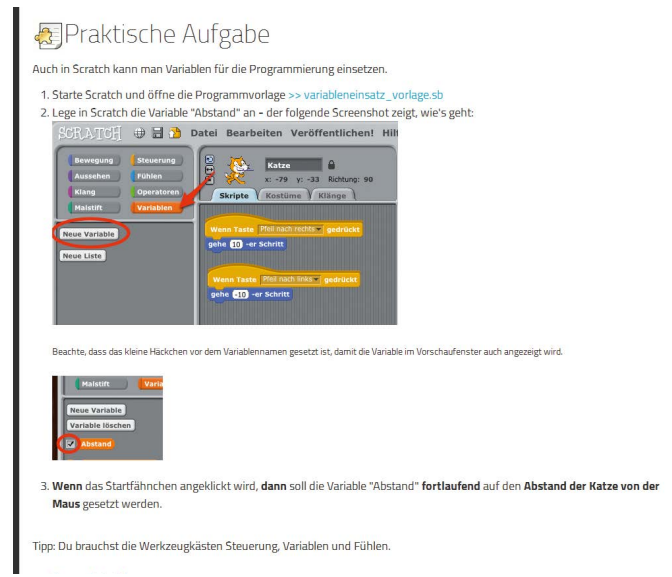 Praktische Aufgabe
Auch in Scratch kann man Variablen für die Programmierung einsetzen.
1. Starte Scratch und öffne die Programmvorlage >> variableneinsatz_vorlage.sb
2. Lege in Scratch die Variable "Abstand" an - der folgende Screenshot zeigt, wie's geht:
SCRATCH Datei Bearbeiten Veröffentlichen! Hil
Bewegung Steuerung
Aussehen Fühlen
Klang Operatoren
Malstift Variablen
Katze
x: -79 y: -33 Richtung: 90
Skripte Kostüme Klänge
Neue Variable
Neue Liste
Wenn Taste Pfeil nach rechts gedrückt
gehe 10 -er Schritt
Wenn Taste Pfeil nach links gedrückt
gehe -10 -er Schritt
Beachte, dass das kleine Häckchen vor dem Variablennamen gesetzt ist, damit die Variable im Vorschaufenster auch angezeigt wird.
Malstift Varia
Neue Variable
Variable löschen
Abstand
3. Wenn das Startfähnchen angeklickt wird, dann soll die Variable "Abstand" fortlaufend auf den Abstand der Katze von der
Maus gesetzt werden.
Tipp: Du brauchst die Werkzeugkästen Steuerung, Variablen und Fühlen.